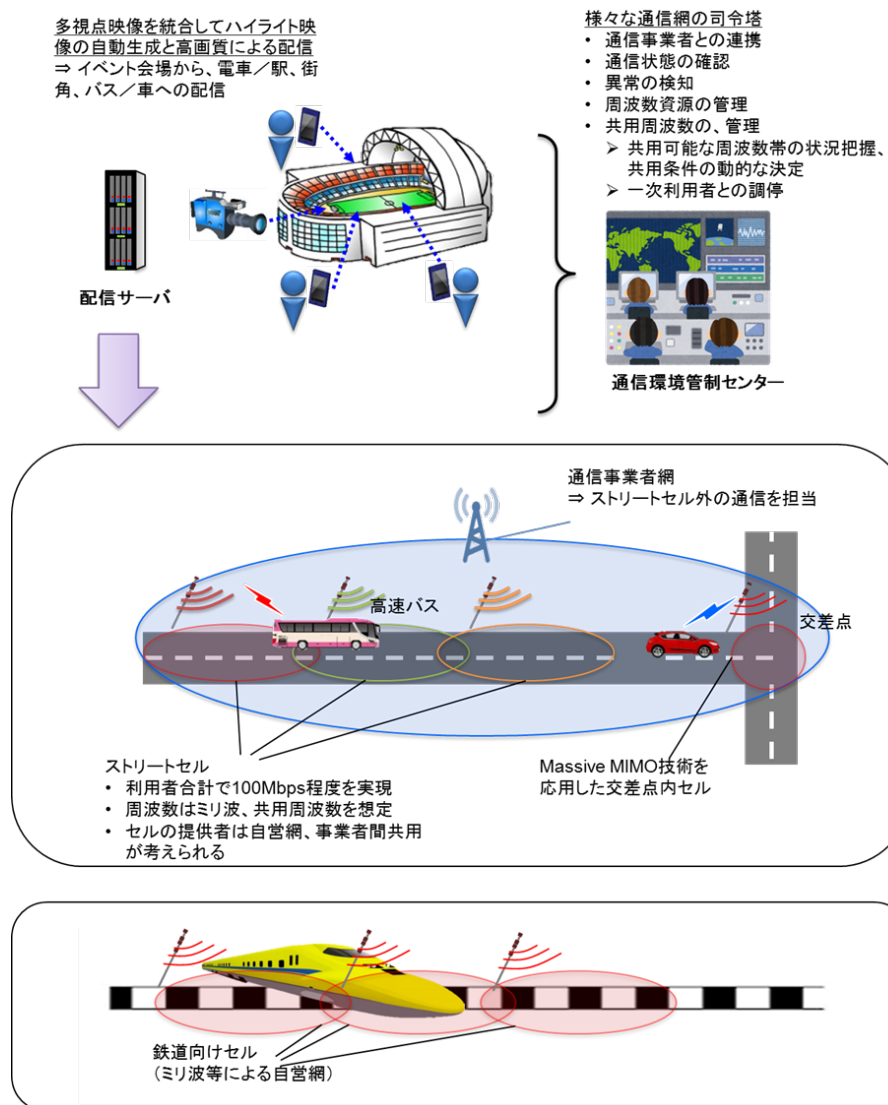 多視点映像を統合してハイライト映
像の自動生成と高画質による配信
⇒ イベント会場から、電車／駅、街
角、バス／車への配信
配信サーバ
様々な通信網の司令塔
• 通信事業者との連携
• 通信状態の確認
• 異常の検知
• 周波数資源の管理
• 共用周波数の、管理
➢ 共用可能な周波数帯の状況把握、
共用条件の動的な決定
➢ 一次利用者との調停
通信環境管制センター
通信事業者網
⇒ ストリートセル外の通信を担当
高速バス
交差点
ストリートセル
• 利用者合計で100Mbps程度を実現
• 周波数はミリ波、共用周波数を想定
• セルの提供者は自営網、事業者間共用
が考えられる
Massive MIMO技術を
応用した交差点内セル
鉄道向けセル
（ミリ波等による自営網）